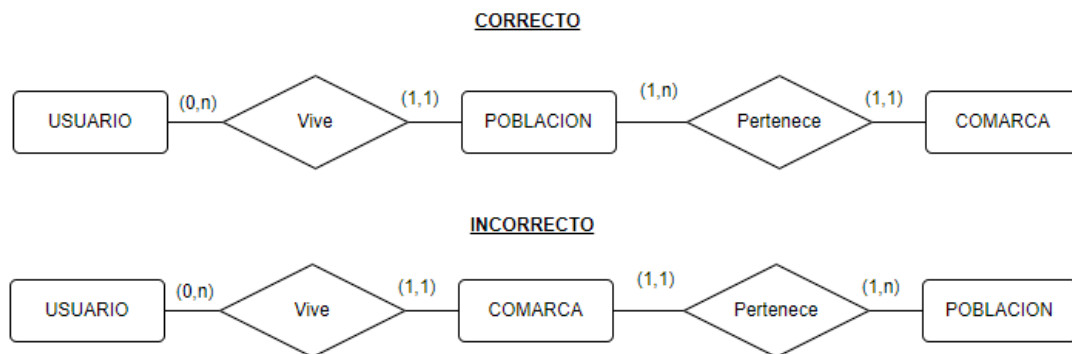 CORRECTO
(0,n) (1,1) (1,n) (1,1)
USUARIO Vive POBLACION Pertenece COMARCA
INCORRECTO
(0,n) (1,1) (1,1) (1,n)
USUARIO Vive COMARCA Pertenece POBLACION